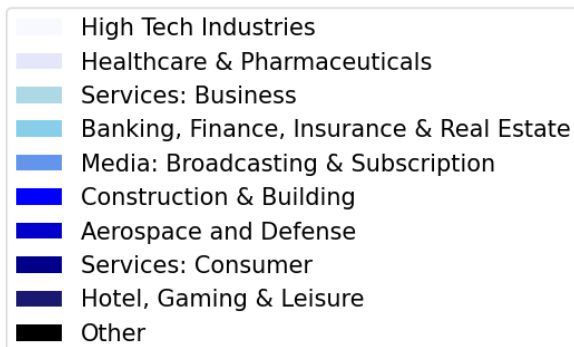 High Tech Industries
Healthcare & Pharmaceuticals
Services: Business
Banking, Finance, Insurance & Real Estate
Media: Broadcasting & Subscription
Construction & Building
Aerospace and Defense
Services: Consumer
Hotel, Gaming & Leisure
Other